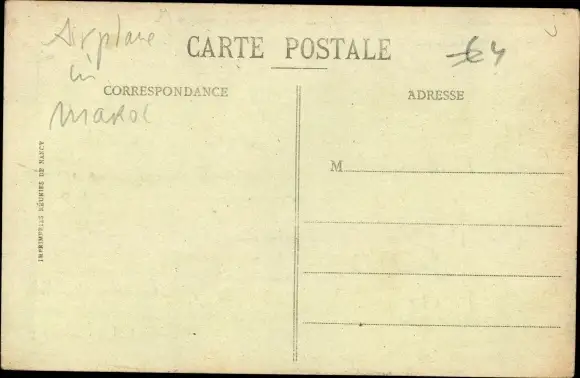 Airplane
in
Maroc
CARTE POSTALE
64
CORRESPONDANCE
ADRESSE
M
IMPRIMERIES RÉUNIES DE NANCY